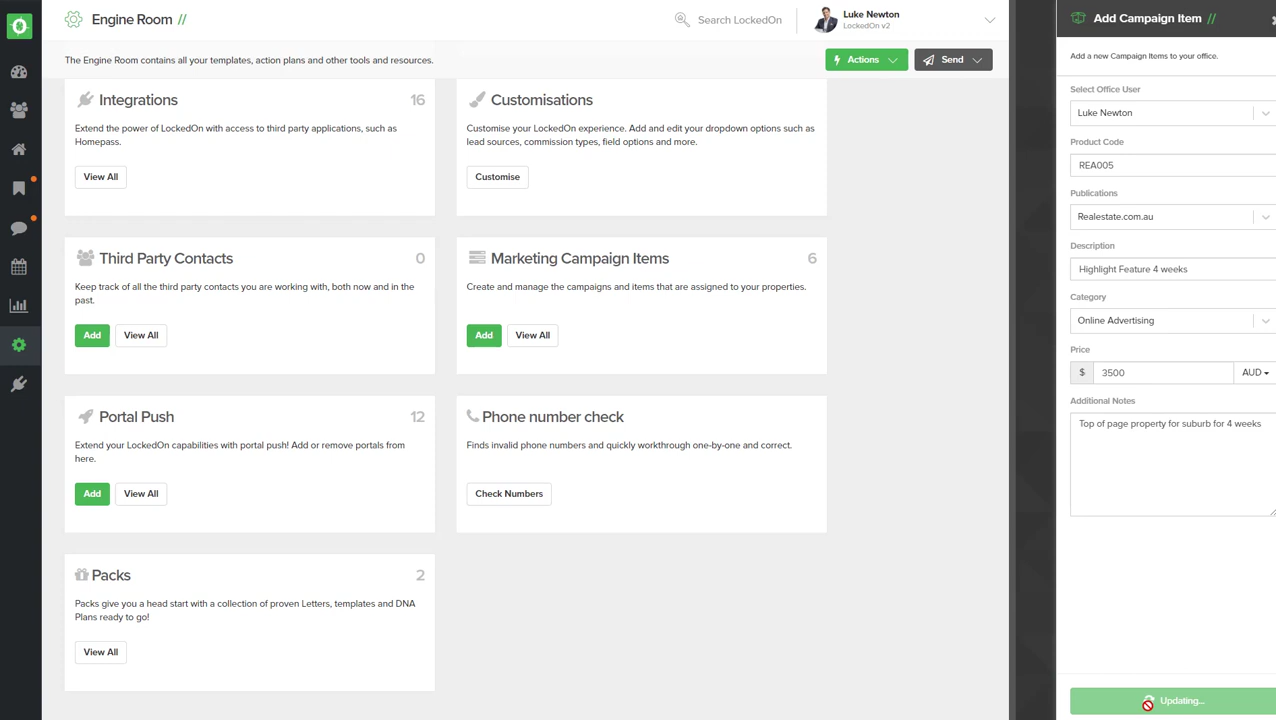 Engine Room //
Search LockedOn
Luke Newton
LockedOn v2
The Engine Room contains all your templates, action plans and other tools and resources.
Actions
Send
Integrations
16
Extend the power of LockedOn with access to third party applications, such as
Homepass.
View All
Customisations
Customise your LockedOn experience. Add and edit your dropdown options such as
lead sources, commission types, field options and more.
Customise
Third Party Contacts
0
Keep track of all the third party contacts you are working with, both now and in the
past.
Add
View All
Marketing Campaign Items
6
Create and manage the campaigns and items that are assigned to your properties.
Add
View All
Portal Push
12
Extend your LockedOn capabilities with portal push! Add or remove portals from
here.
Add
View All
Phone number check
Finds invalid phone numbers and quickly workthrough one-by-one and correct.
Check Numbers
Packs
2
Packs give you a head start with a collection of proven Letters, templates and DNA
Plans ready to go!
View All
Add Campaign Item //
Add a new Campaign Items to your office.
Select Office User
Luke Newton
Product Code
REA005
Publications
Realestate.com.au
Description
Highlight Feature 4 weeks
Category
Online Advertising
Price
$ 3500 AUD
Additional Notes
Top of page property for suburb for 4 weeks
Updating...